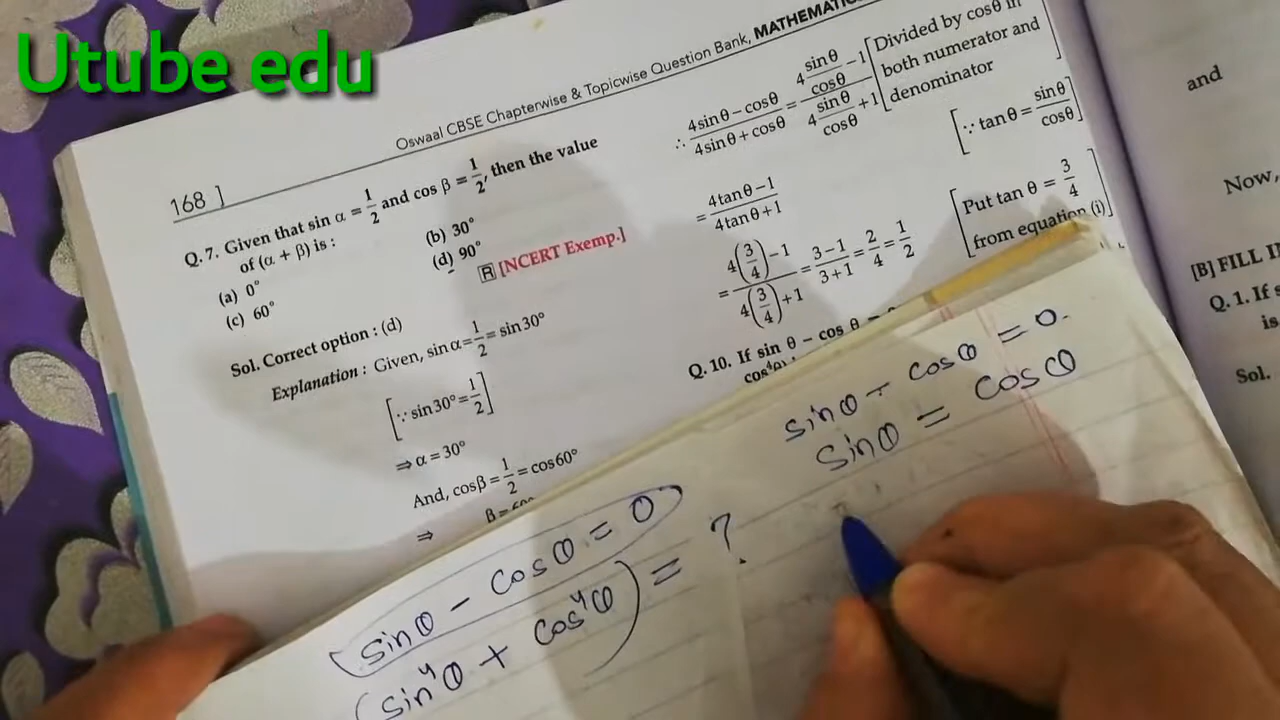 Utube edu
Oswaal CBSE Chapterwise & Topicwise Question Bank, MATHEMATIC
168 ]
Q. 7. Given that sin α = 1/2 and cos β = 1/2, then the value
of (α + β) is :
(a) 0° (b) 30°
(c) 60° (d) 90°
R [NCERT Exemp.]
Sol. Correct option : (d)
Explanation : Given, sin α = 1/2 = sin 30°
[∵ sin 30° = 1/2]
⇒ α = 30°
And, cosβ = 1/2 = cos 60°
⇒ β =
∴ (4sinθ − cosθ)/(4sinθ + cosθ) = (4 sinθ/cosθ − 1)/(4 sinθ/cosθ + 1) [Divided by cosθ in
both numerator and
denominator ]
[∵ tanθ = sinθ/cosθ]
= (4tanθ − 1)/(4tanθ + 1)
= (4(3/4) − 1)/(4(3/4) + 1) = (3 − 1)/(3 + 1) = 2/4 = 1/2 [Put tan θ = 3/4
from equation (i)]
Q. 10. If sin θ − cos θ
and
Now,
[B] FILL I
Q. 1. If s
is
Sol.
sinθ − cosθ = 0
(sin⁴θ + cos⁴θ) = ?
sinθ − cosθ = 0.
sinθ = cosθ